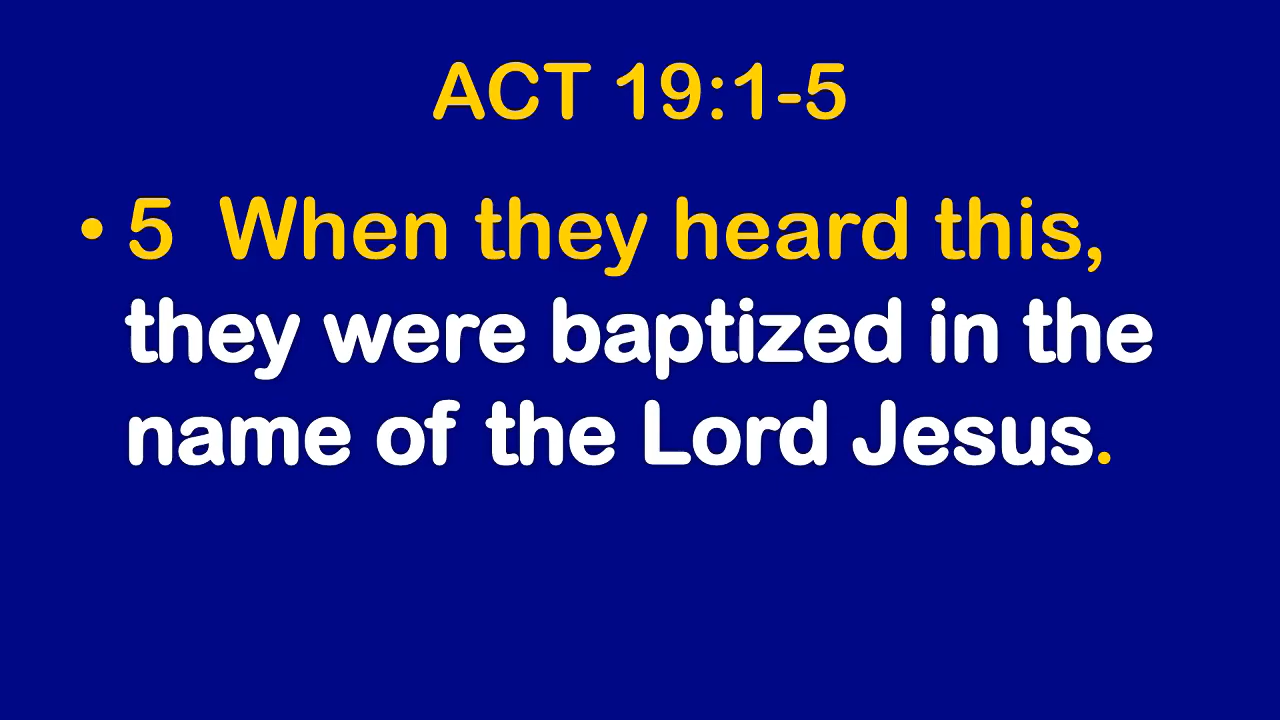 ACT 19:1-5
• 5  When they heard this,
they were baptized in the
name of the Lord Jesus.